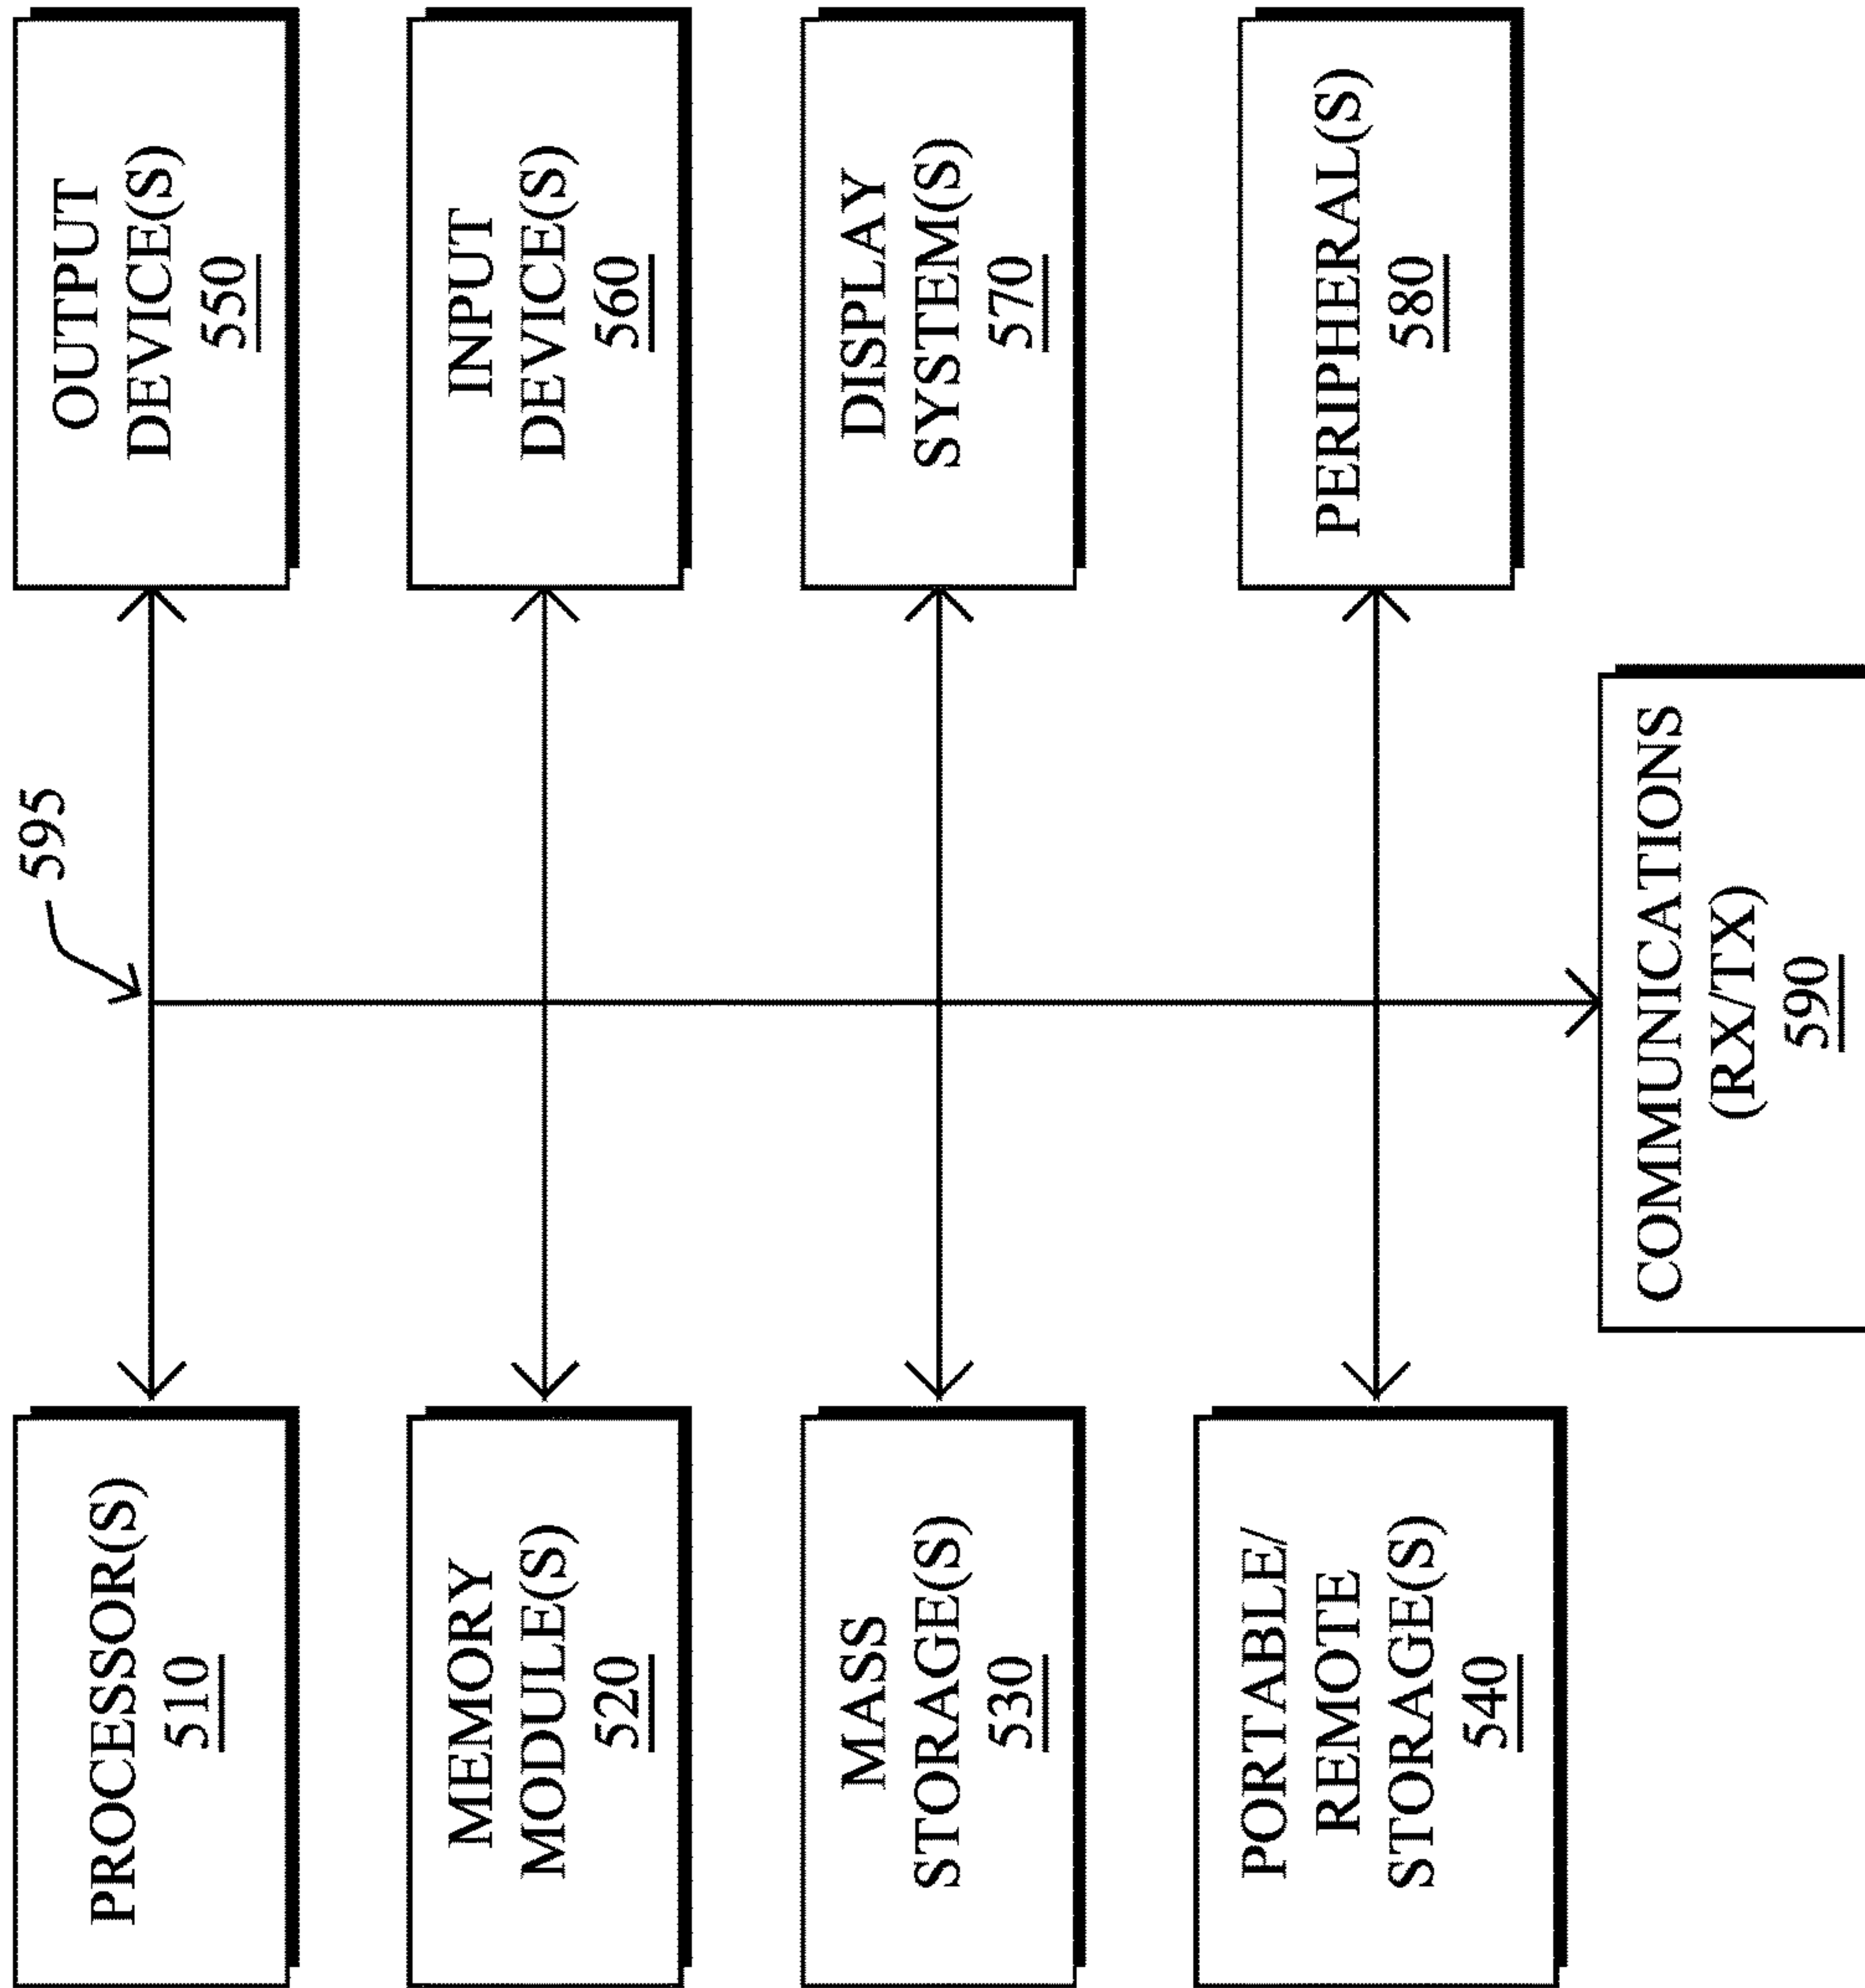 PROCESSOR(S)
510
MEMORY
MODULE(S)
520
MASS
STORAGE(S)
530
PORTABLE/
REMOTE
STORAGE(S)
540
595
OUTPUT
DEVICE(S)
550
INPUT
DEVICE(S)
560
DISPLAY
SYSTEM(S)
570
PERIPHERAL(S)
580
COMMUNICATIONS
(RX/TX)
590